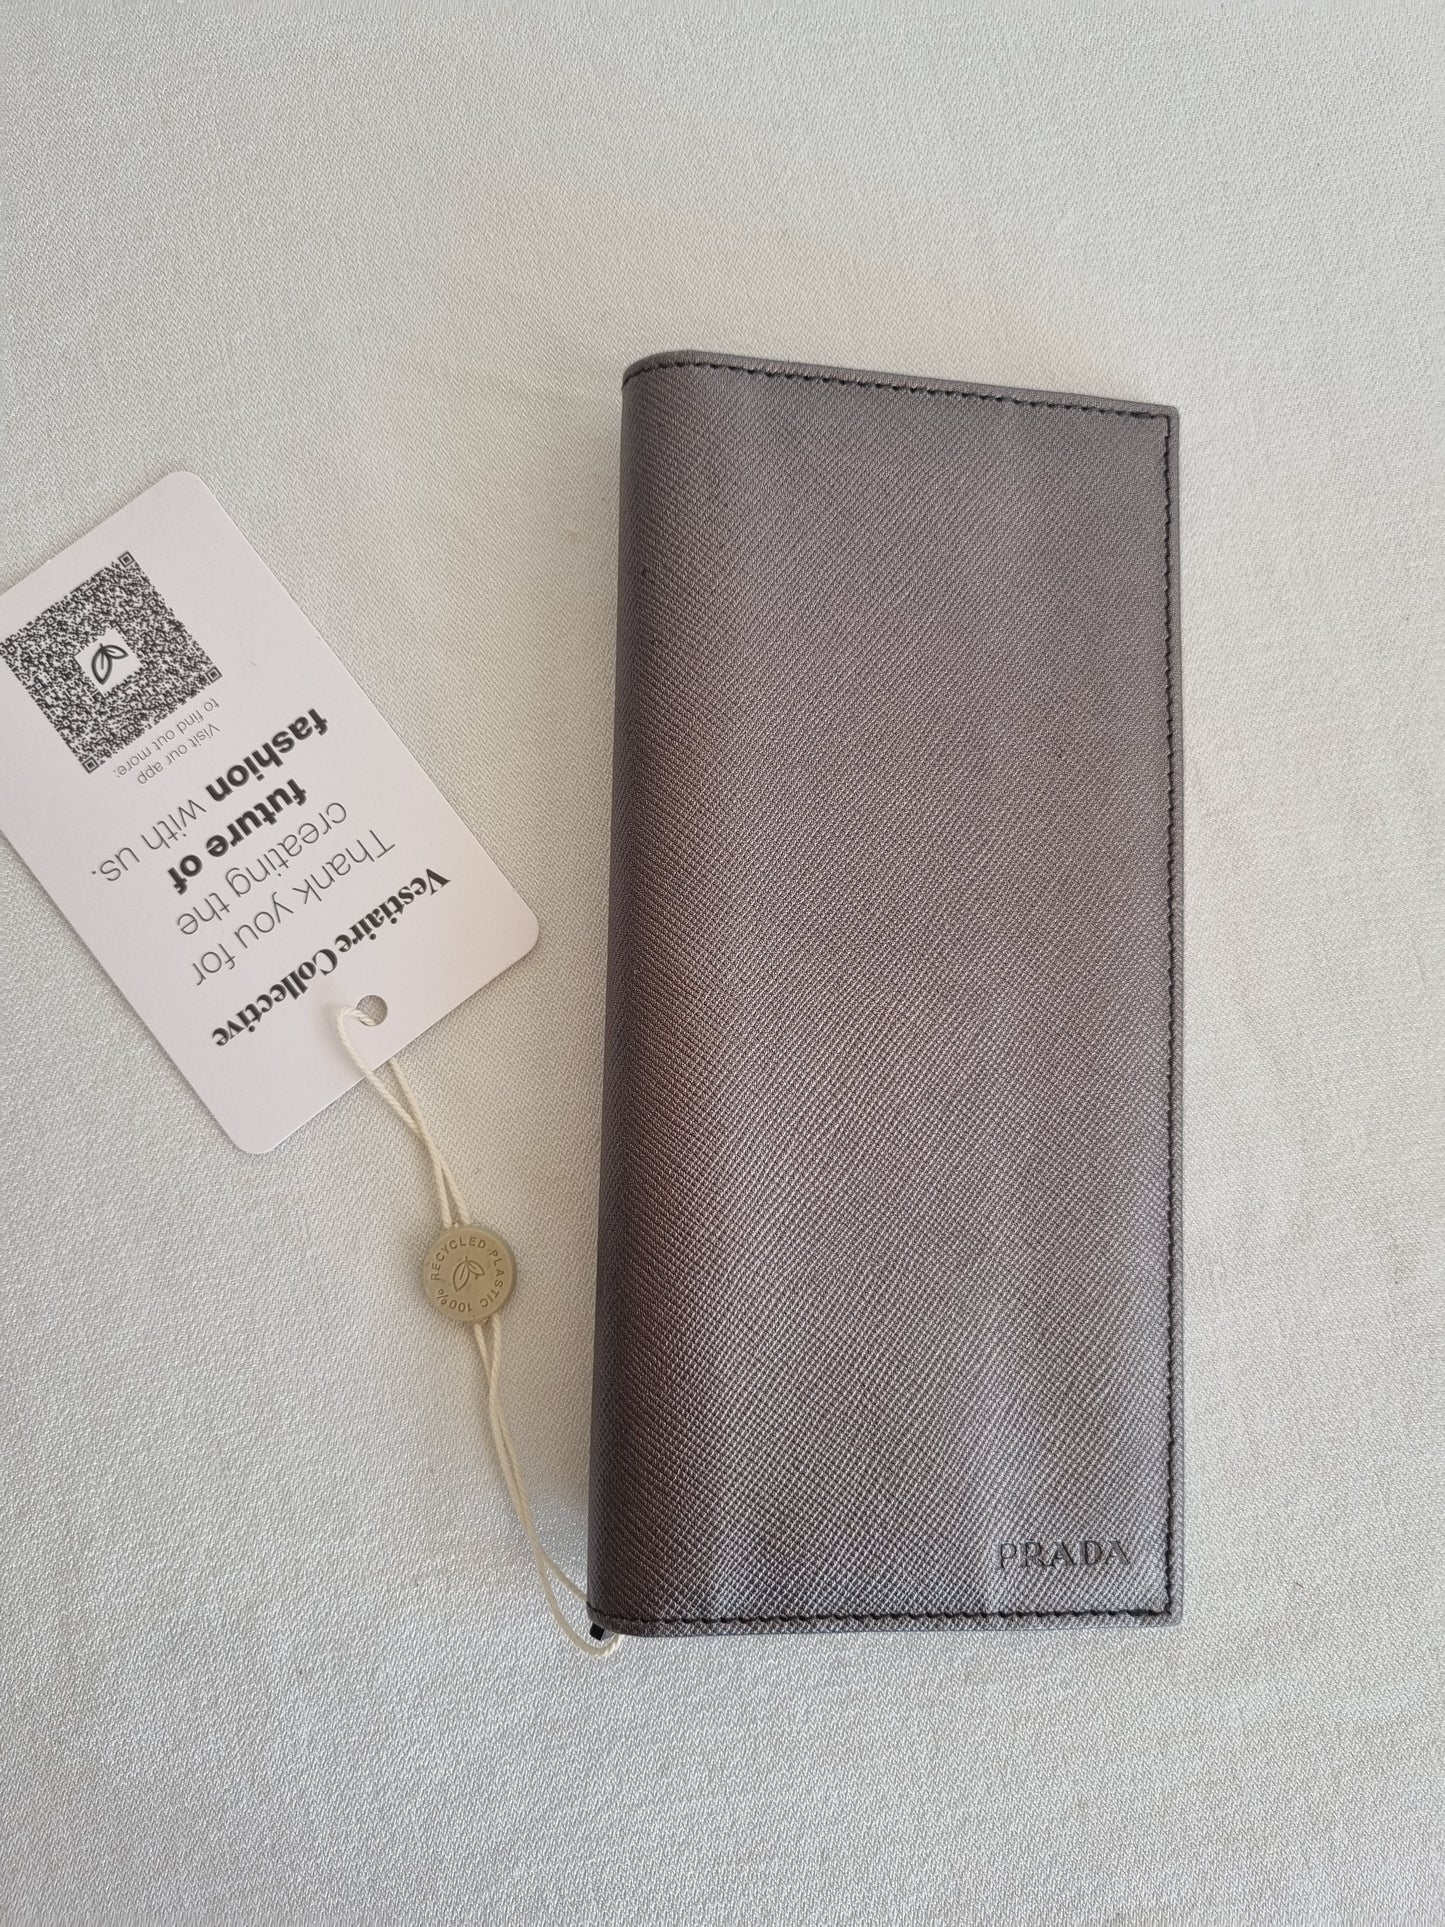 Vestiaire Collective
Thank you for
creating the
future of
fashion with us.
Visit our app
to find out more:
100% RECYCLED PLASTIC
PRADA